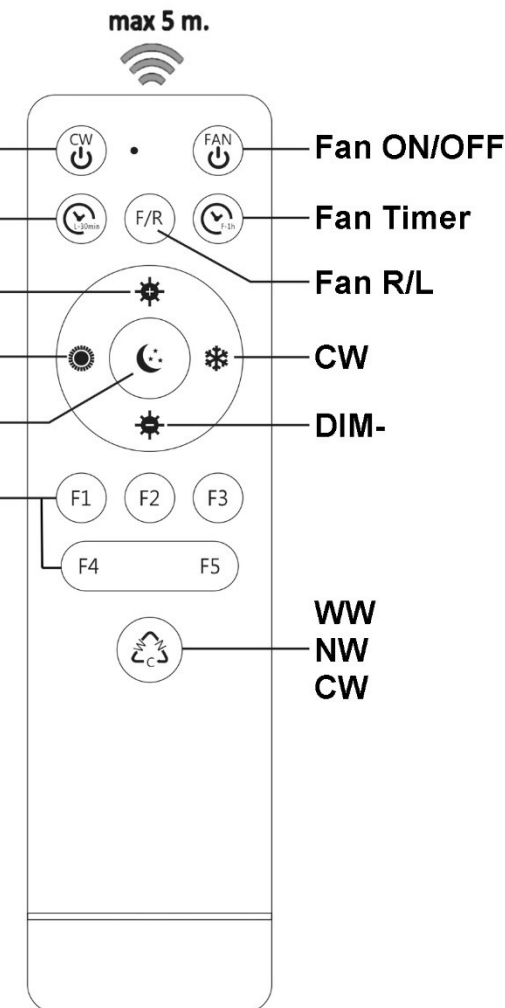 max 5 m.
CW
FAN
Fan ON/OFF
L-30min
F/R
F-1h
Fan Timer
Fan R/L
CW
DIM-
F1
F2
F3
F4
F5
WW
NW
CW
W
N
C